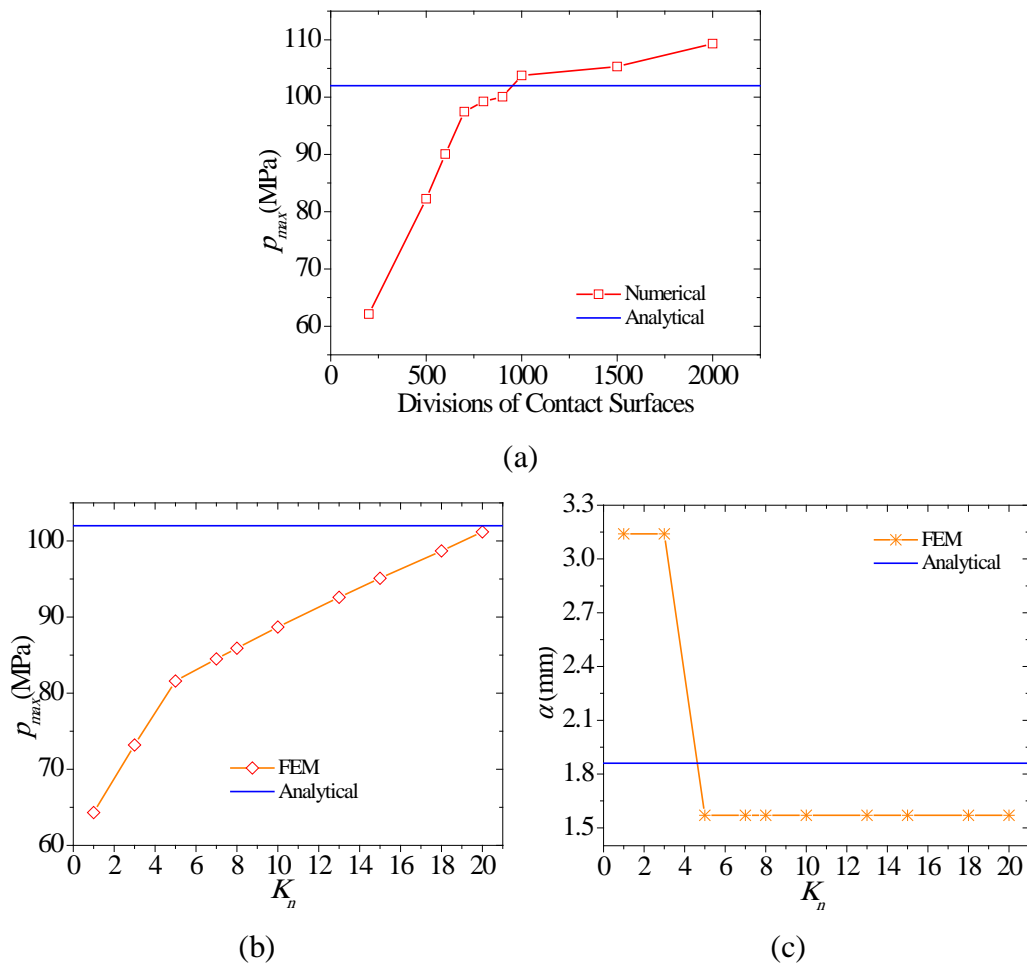 110
100
90
80
70
60
p_max (MPa)
Numerical
Analytical
0 500 1000 1500 2000
Divisions of Contact Surfaces
(a)
100
90
80
70
60
p_max (MPa)
FEM
Analytical
0 2 4 6 8 10 12 14 16 18 20
K_n
(b)
3.3
3.0
2.7
2.4
2.1
1.8
1.5
α (mm)
FEM
Analytical
0 2 4 6 8 10 12 14 16 18 20
K_n
(c)